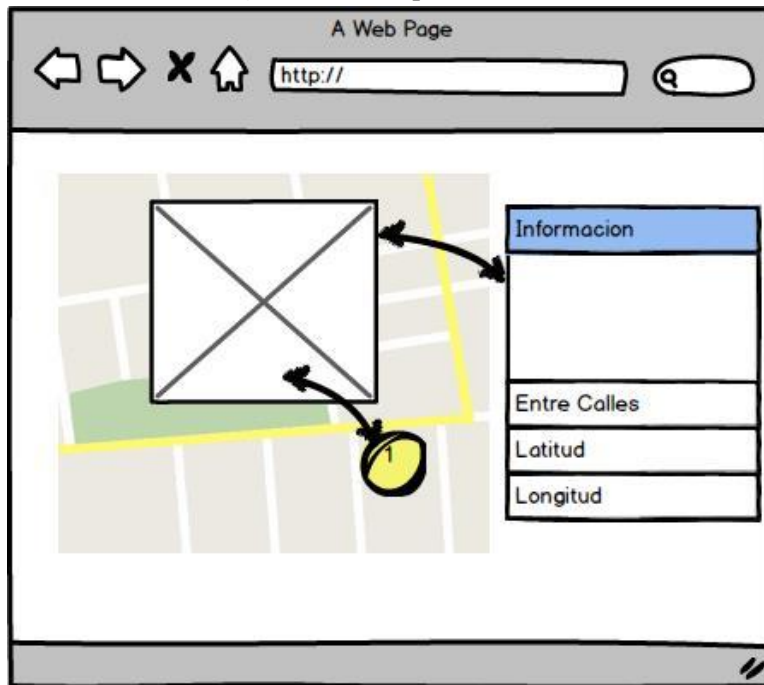 A Web Page
http://
Informacion
1
Entre Calles
Latitud
Longitud